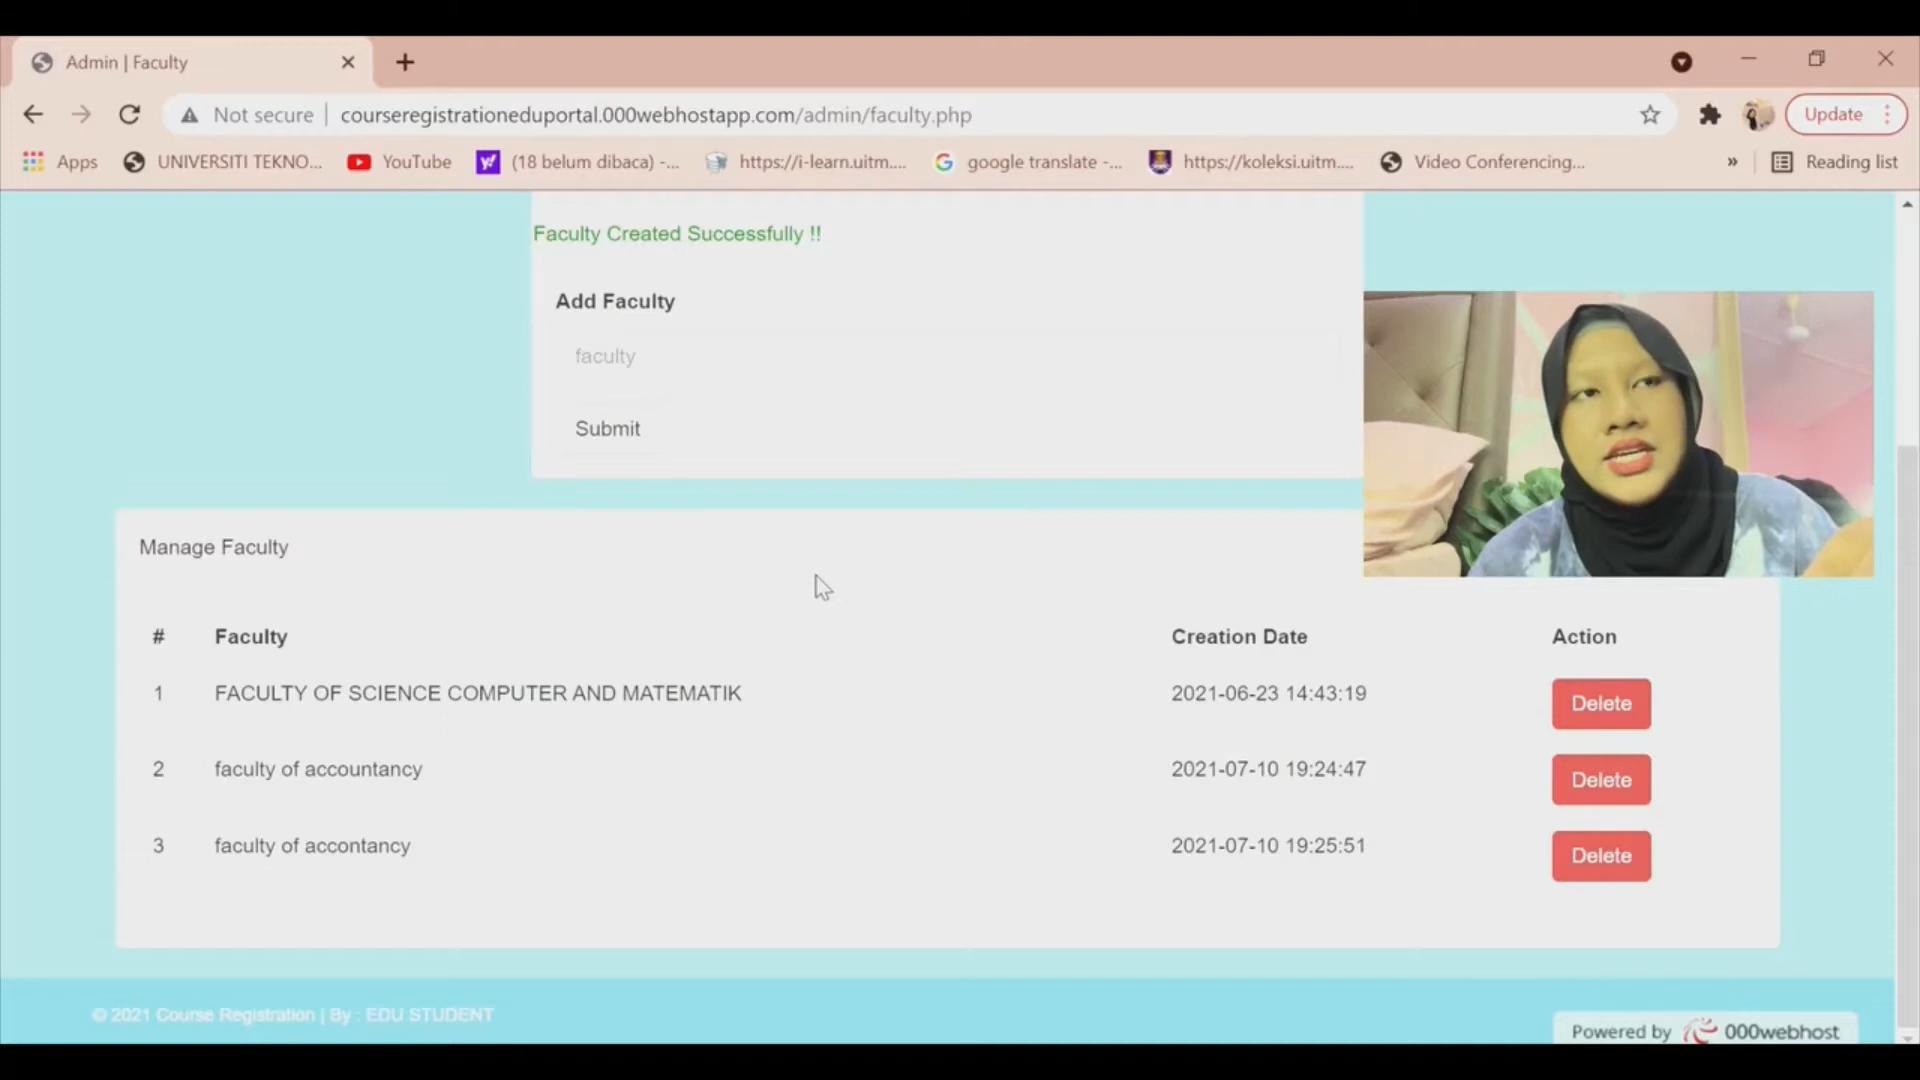 Admin | Faculty
Not secure
courseregistrationeduportal.000webhostapp.com/admin/faculty.php
Update
Apps
UNIVERSITI TEKNO...
YouTube
(18 belum dibaca) -...
https://i-learn.uitm....
google translate -...
https://koleksi.uitm....
Video Conferencing...
»
Reading list
Faculty Created Successfully !!
Add Faculty
faculty
Submit
Manage Faculty
# Faculty Creation Date Action
1 FACULTY OF SCIENCE COMPUTER AND MATEMATIK 2021-06-23 14:43:19 Delete
2 faculty of accountancy 2021-07-10 19:24:47 Delete
3 faculty of accontancy 2021-07-10 19:25:51 Delete
© 2021 Course Registration | By : EDU STUDENT
Powered by 000webhost